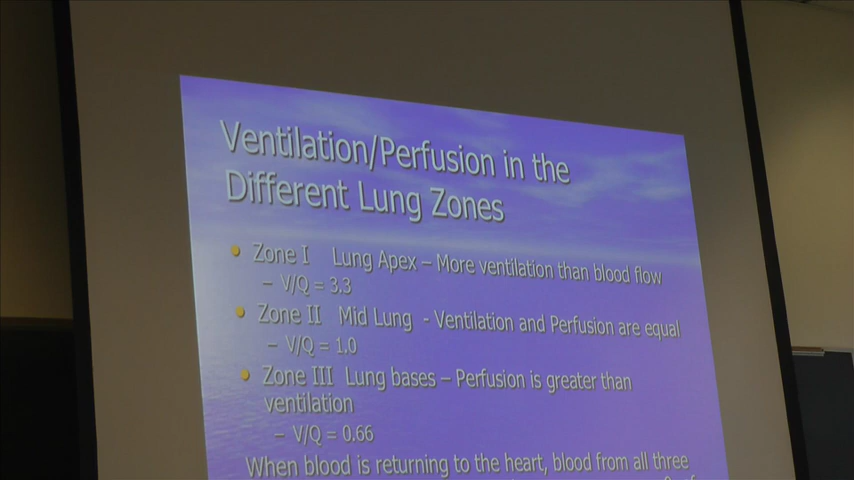 Ventilation/Perfusion in the
Different Lung Zones
Zone I Lung Apex – More ventilation than blood flow
– V/Q = 3.3
Zone II Mid Lung - Ventilation and Perfusion are equal
– V/Q = 1.0
Zone III Lung bases – Perfusion is greater than
ventilation
– V/Q = 0.66
When blood is returning to the heart, blood from all three